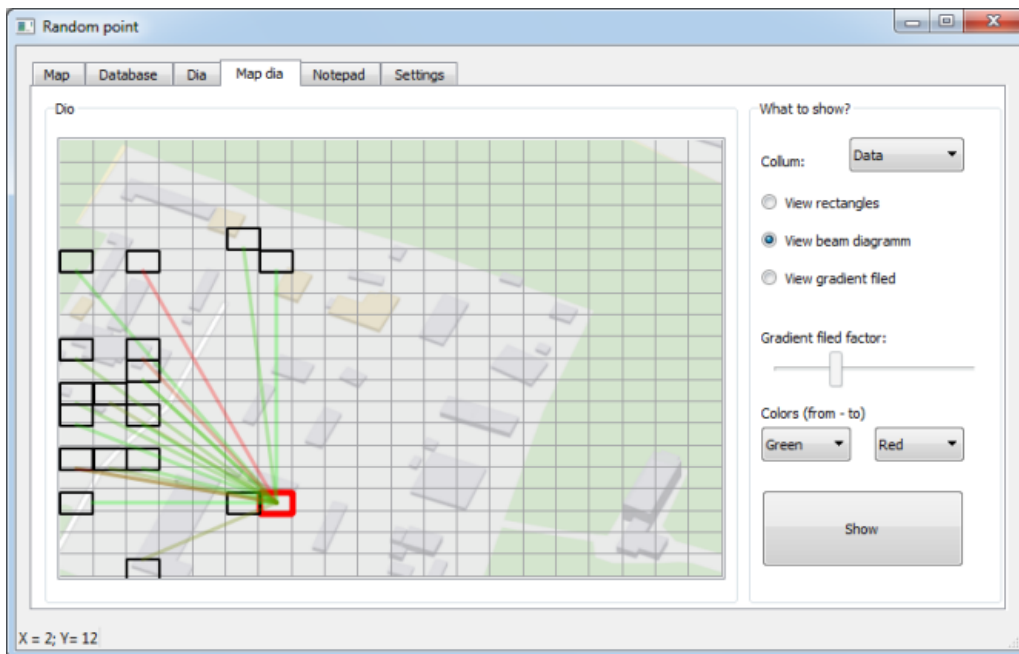 Random point
Map Database Dia Map dia Notepad Settings
Dio
What to show?
Collum: Data
View rectangles
View beam diagramm
View gradient filed
Gradient filed factor:
Colors (from - to)
Green Red
Show
X = 2; Y= 12